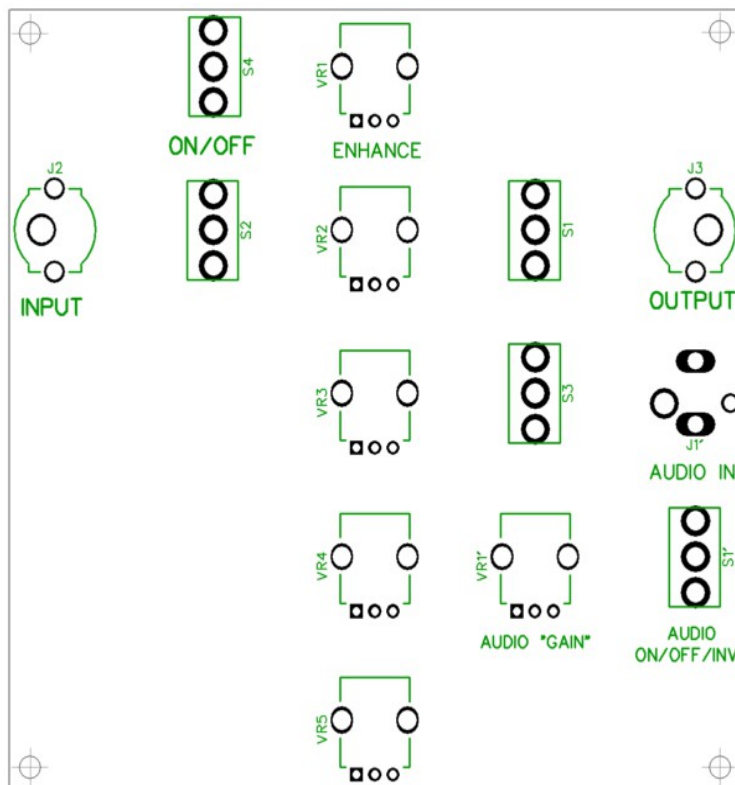 S4
VR1
ON/OFF
ENHANCE
J2
S2
VR2
S1
J3
INPUT
OUTPUT
VR3
S3
J1'
AUDIO IN
VR4
VR1'
S1'
AUDIO "GAIN"
AUDIO
ON/OFF/INV
VR5